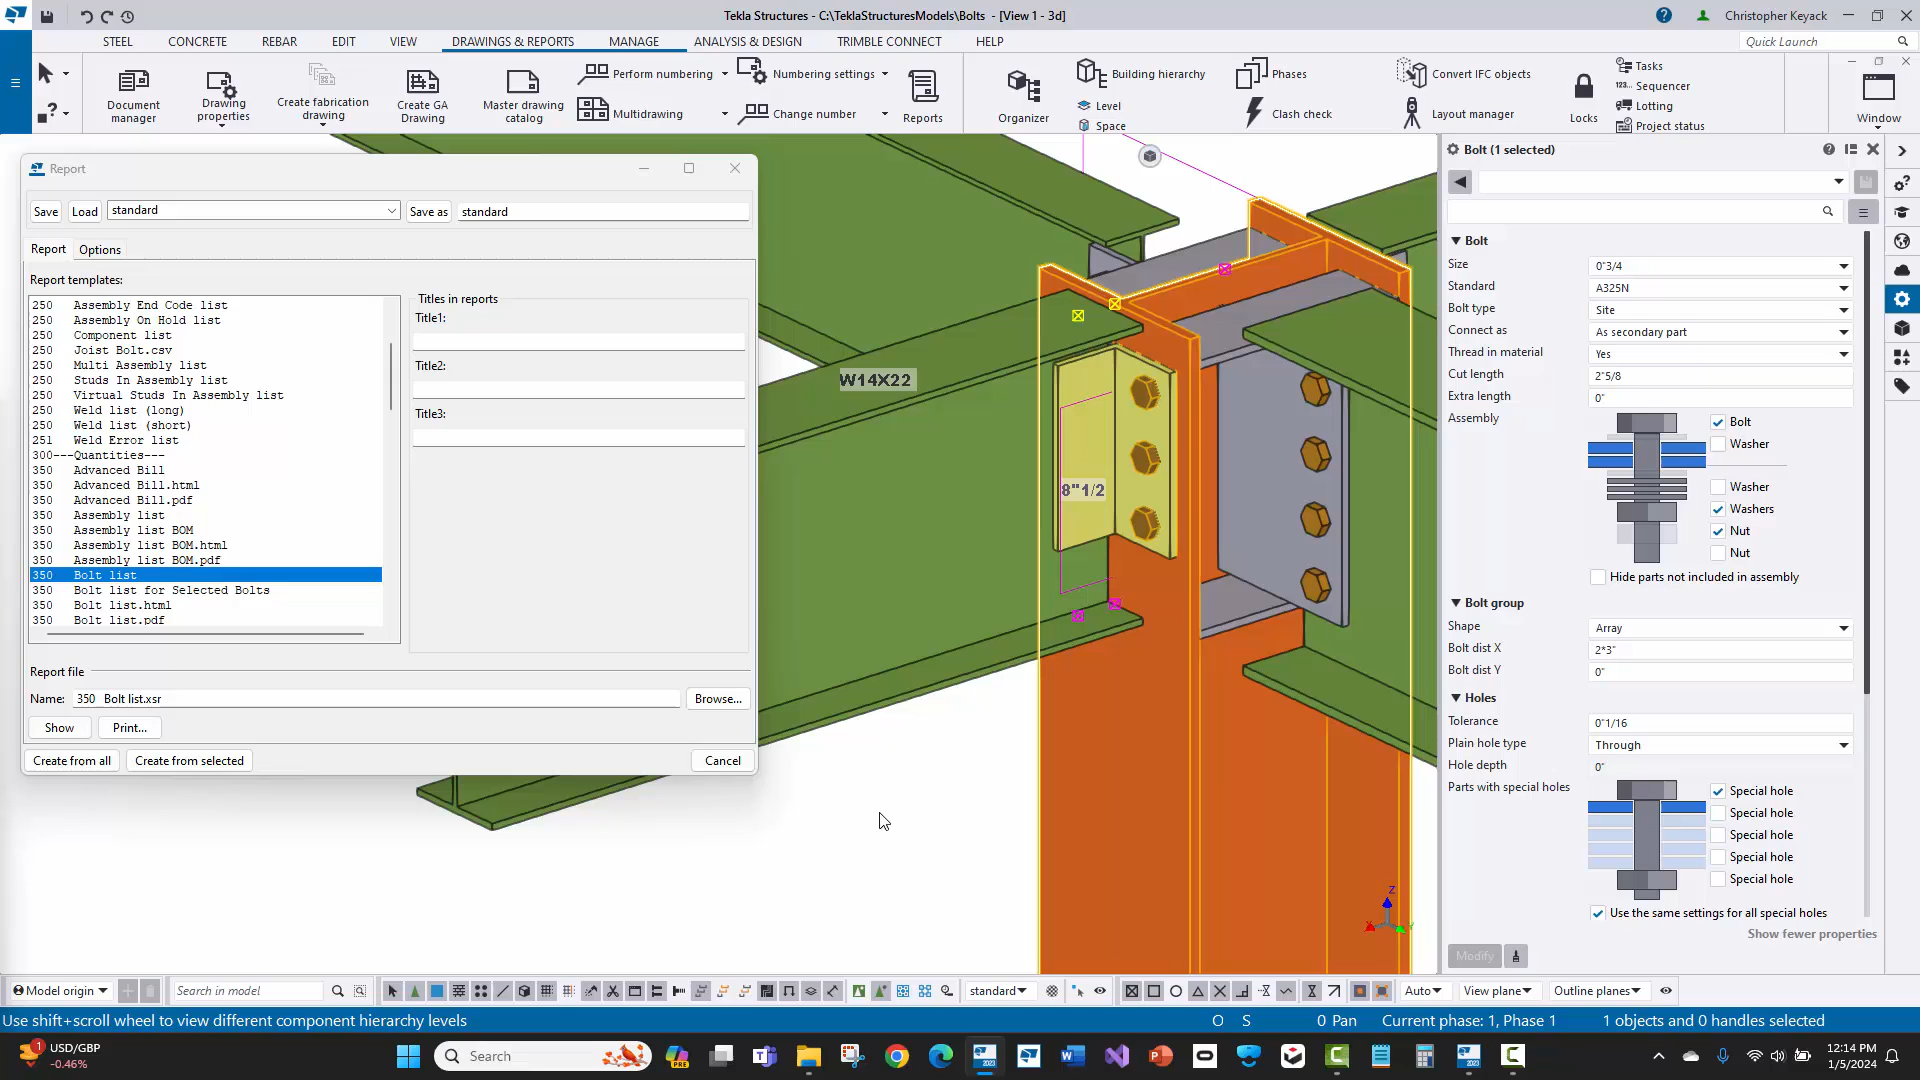 Tekla Structures - C:\TeklaStructuresModels\Bolts - [View 1 - 3d]
Christopher Keyack
STEEL CONCRETE REBAR EDIT VIEW DRAWINGS & REPORTS MANAGE ANALYSIS & DESIGN TRIMBLE CONNECT HELP
Quick Launch
Document manager
Drawing properties
Create fabrication drawing
Create GA Drawing
Master drawing catalog
Perform numbering
Multidrawing
Numbering settings
Change number
Reports
Organizer
Building hierarchy
Level
Space
Phases
Clash check
Convert IFC objects
Layout manager
Locks
Tasks
Sequencer
Lotting
Project status
Window
Report
Save Load standard Save as standard
Report Options
Report templates:
250 Assembly End Code list
250 Assembly On Hold list
250 Component list
250 Joist Bolt.csv
250 Multi Assembly list
250 Studs In Assembly list
250 Virtual Studs In Assembly list
250 Weld list (long)
250 Weld list (short)
251 Weld Error list
300---Quantities---
350 Advanced Bill
350 Advanced Bill.html
350 Advanced Bill.pdf
350 Assembly list
350 Assembly list BOM
350 Assembly list BOM.html
350 Assembly list BOM.pdf
350 Bolt list
350 Bolt list for Selected Bolts
350 Bolt list.html
350 Bolt list.pdf
Titles in reports
Title1:
Title2:
Title3:
Report file
Name: 350 Bolt list.xsr Browse...
Show Print...
Create from all Create from selected Cancel
W14X22
8"1/2
Z
Bolt (1 selected)
Bolt
Size 0"3/4
Standard A325N
Bolt type Site
Connect as As secondary part
Thread in material Yes
Cut length 2"5/8
Extra length 0"
Assembly
Bolt
Washer
Washer
Washers
Nut
Nut
Hide parts not included in assembly
Bolt group
Shape Array
Bolt dist X 2*3"
Bolt dist Y 0"
Holes
Tolerance 0"1/16
Plain hole type Through
Hole depth 0"
Parts with special holes
Special hole
Special hole
Special hole
Special hole
Special hole
Use the same settings for all special holes
Show fewer properties
Modify
Model origin Search in model standard Auto View plane Outline planes
Use shift+scroll wheel to view different component hierarchy levels
O S 0 Pan Current phase: 1, Phase 1 1 objects and 0 handles selected
1
USD/GBP
-0.46%
Search
PRE
12:14 PM
1/5/2024